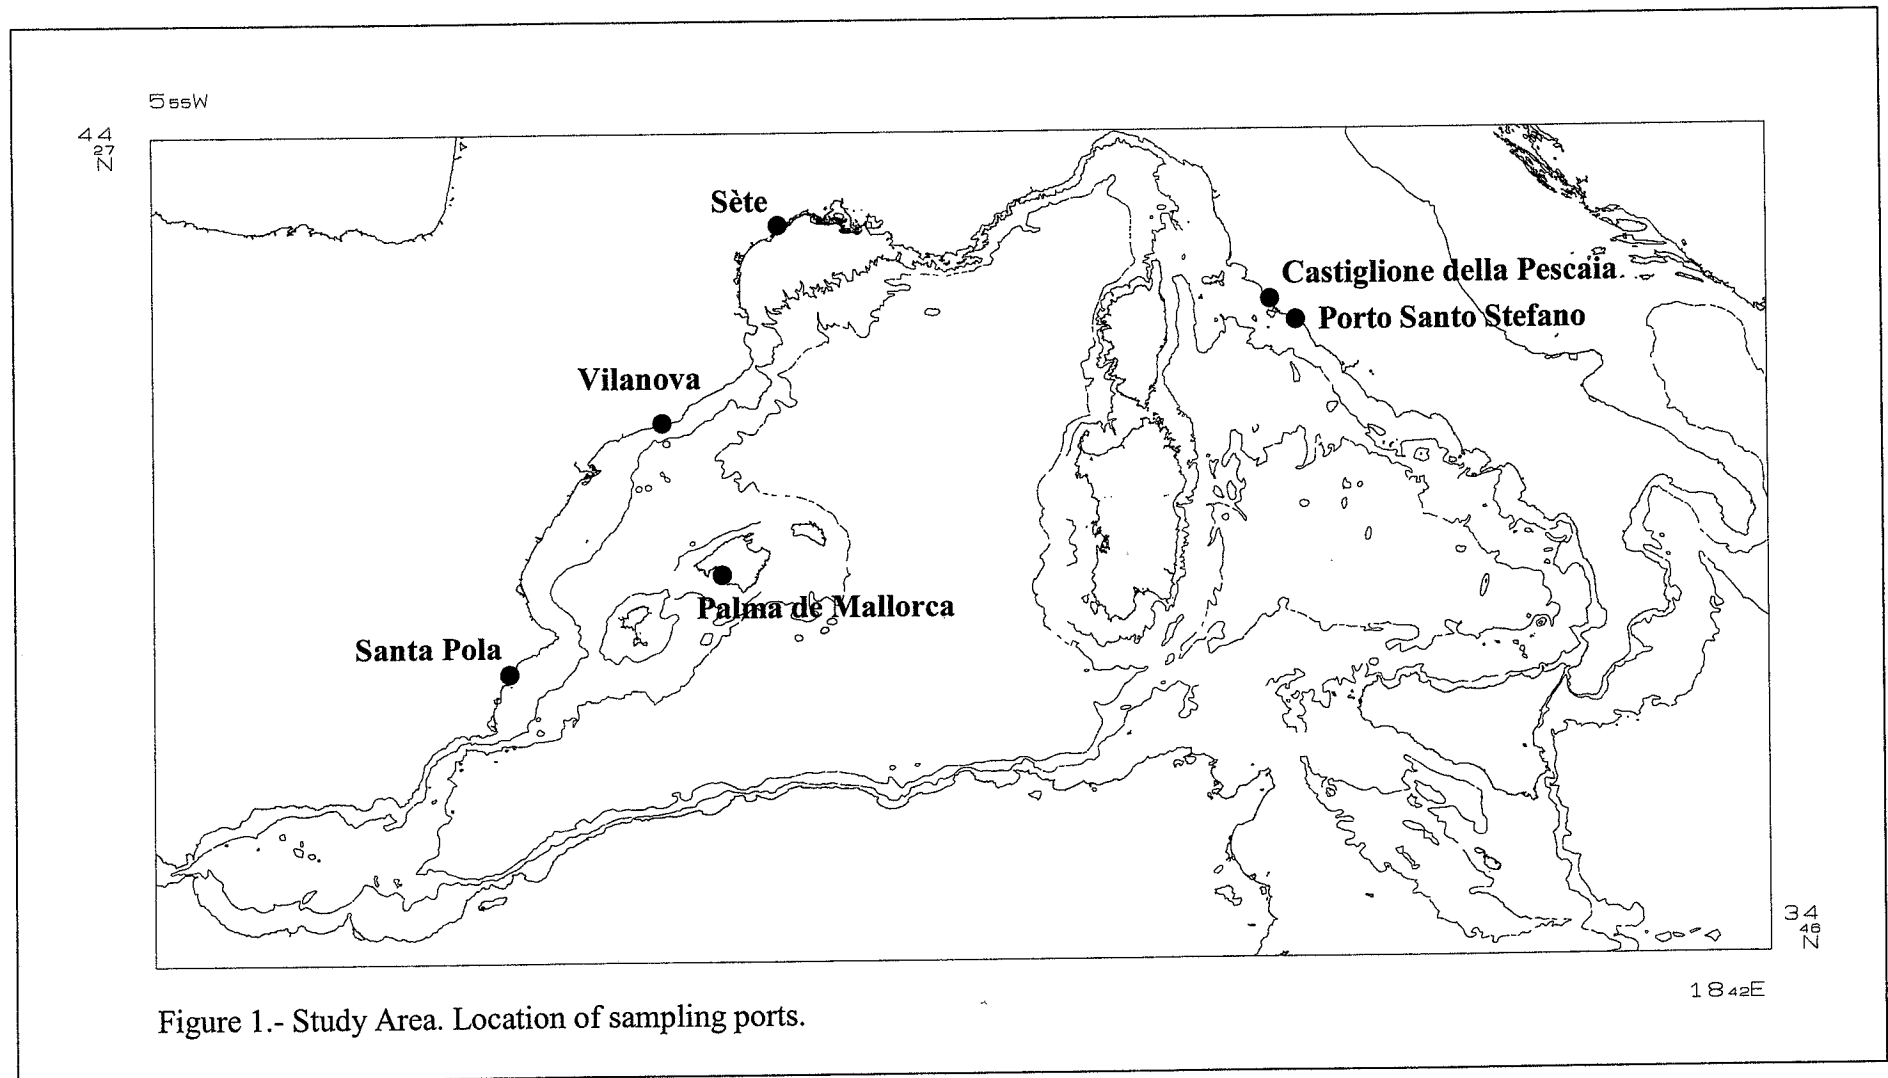 5 55W
44
27
N
Sète
Castiglione della Pescaia
Porto Santo Stefano
Vilanova
Palma de Mallorca
Santa Pola
34
46
N
18 42E
Figure 1.- Study Area. Location of sampling ports.